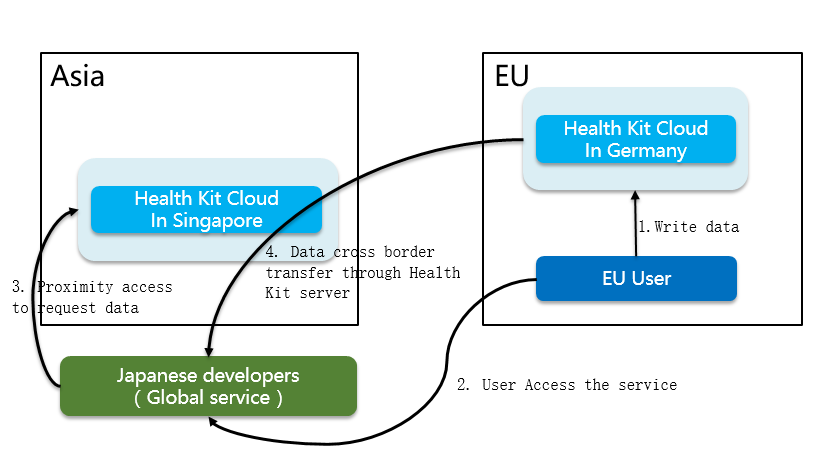 Asia
EU
Health Kit Cloud
In Germany
Health Kit Cloud
In Singapore
1.Write data
4. Data cross border
transfer through Health
Kit server
EU User
3. Proximity access
to request data
Japanese developers
( Global service )
2. User Access the service